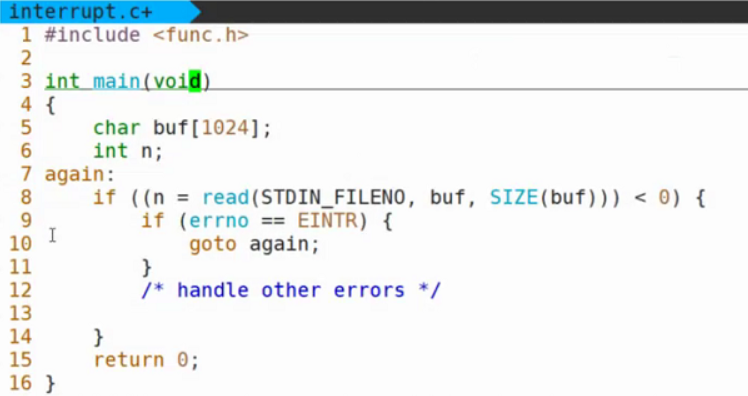 interrupt.c+
1 #include <func.h>
2
3 int main(void)
4 {
5     char buf[1024];
6     int n;
7 again:
8     if ((n = read(STDIN_FILENO, buf, SIZE(buf))) < 0) {
9         if (errno == EINTR) {
10             goto again;
11         }
12         /* handle other errors */
13
14     }
15     return 0;
16 }